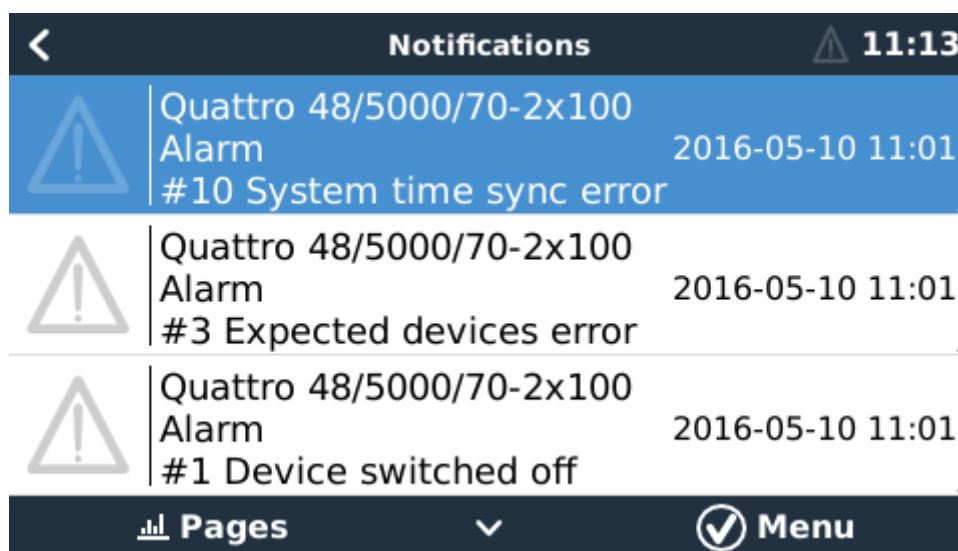 Notifications 11:13
Quattro 48/5000/70-2x100
Alarm 2016-05-10 11:01
#10 System time sync error
Quattro 48/5000/70-2x100
Alarm 2016-05-10 11:01
#3 Expected devices error
Quattro 48/5000/70-2x100
Alarm 2016-05-10 11:01
#1 Device switched off
Pages Menu